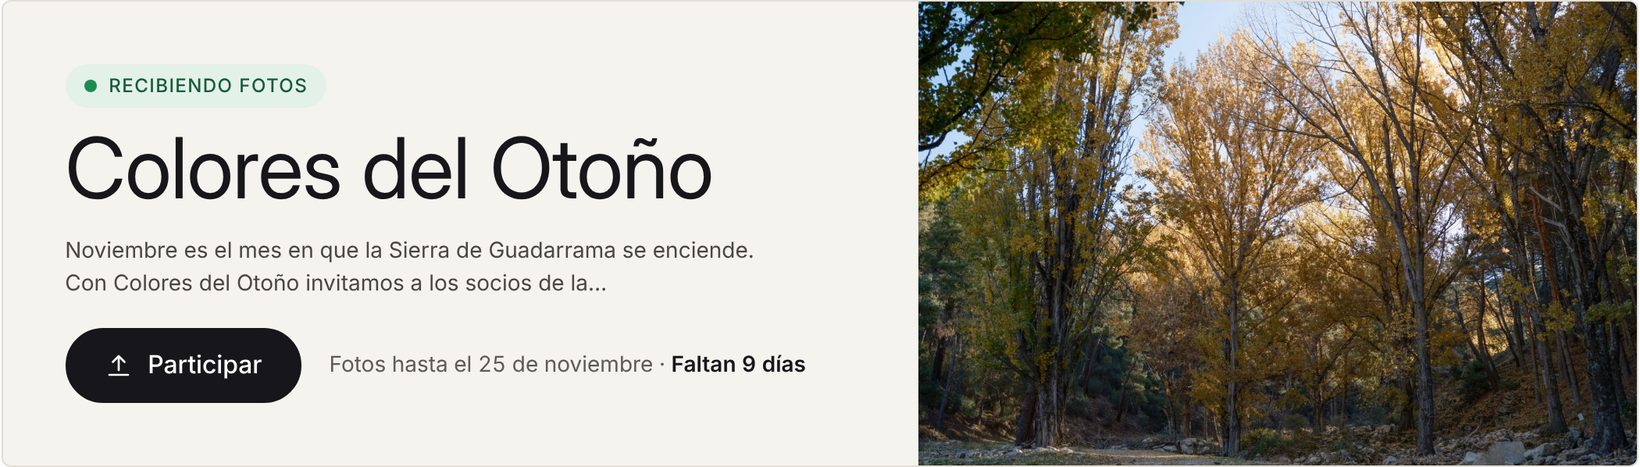 RECIBIENDO FOTOS
Colores del Otoño
Noviembre es el mes en que la Sierra de Guadarrama se enciende.
Con Colores del Otoño invitamos a los socios de la...
Participar
Fotos hasta el 25 de noviembre · Faltan 9 días